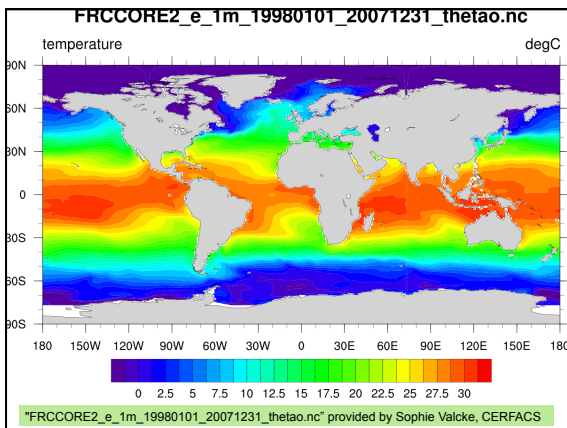 FRCCORE2_e_1m_19980101_20071231_thetao.nc
temperature degC
90N
60N
30N
0
30S
60S
90S
180 150W 120W 90W 60W 30W 0 30E 60E 90E 120E 150E 180
0 2.5 5 7.5 10 12.5 15 17.5 20 22.5 25 27.5 30
"FRCCORE2_e_1m_19980101_20071231_thetao.nc" provided by Sophie Valcke, CERFACS